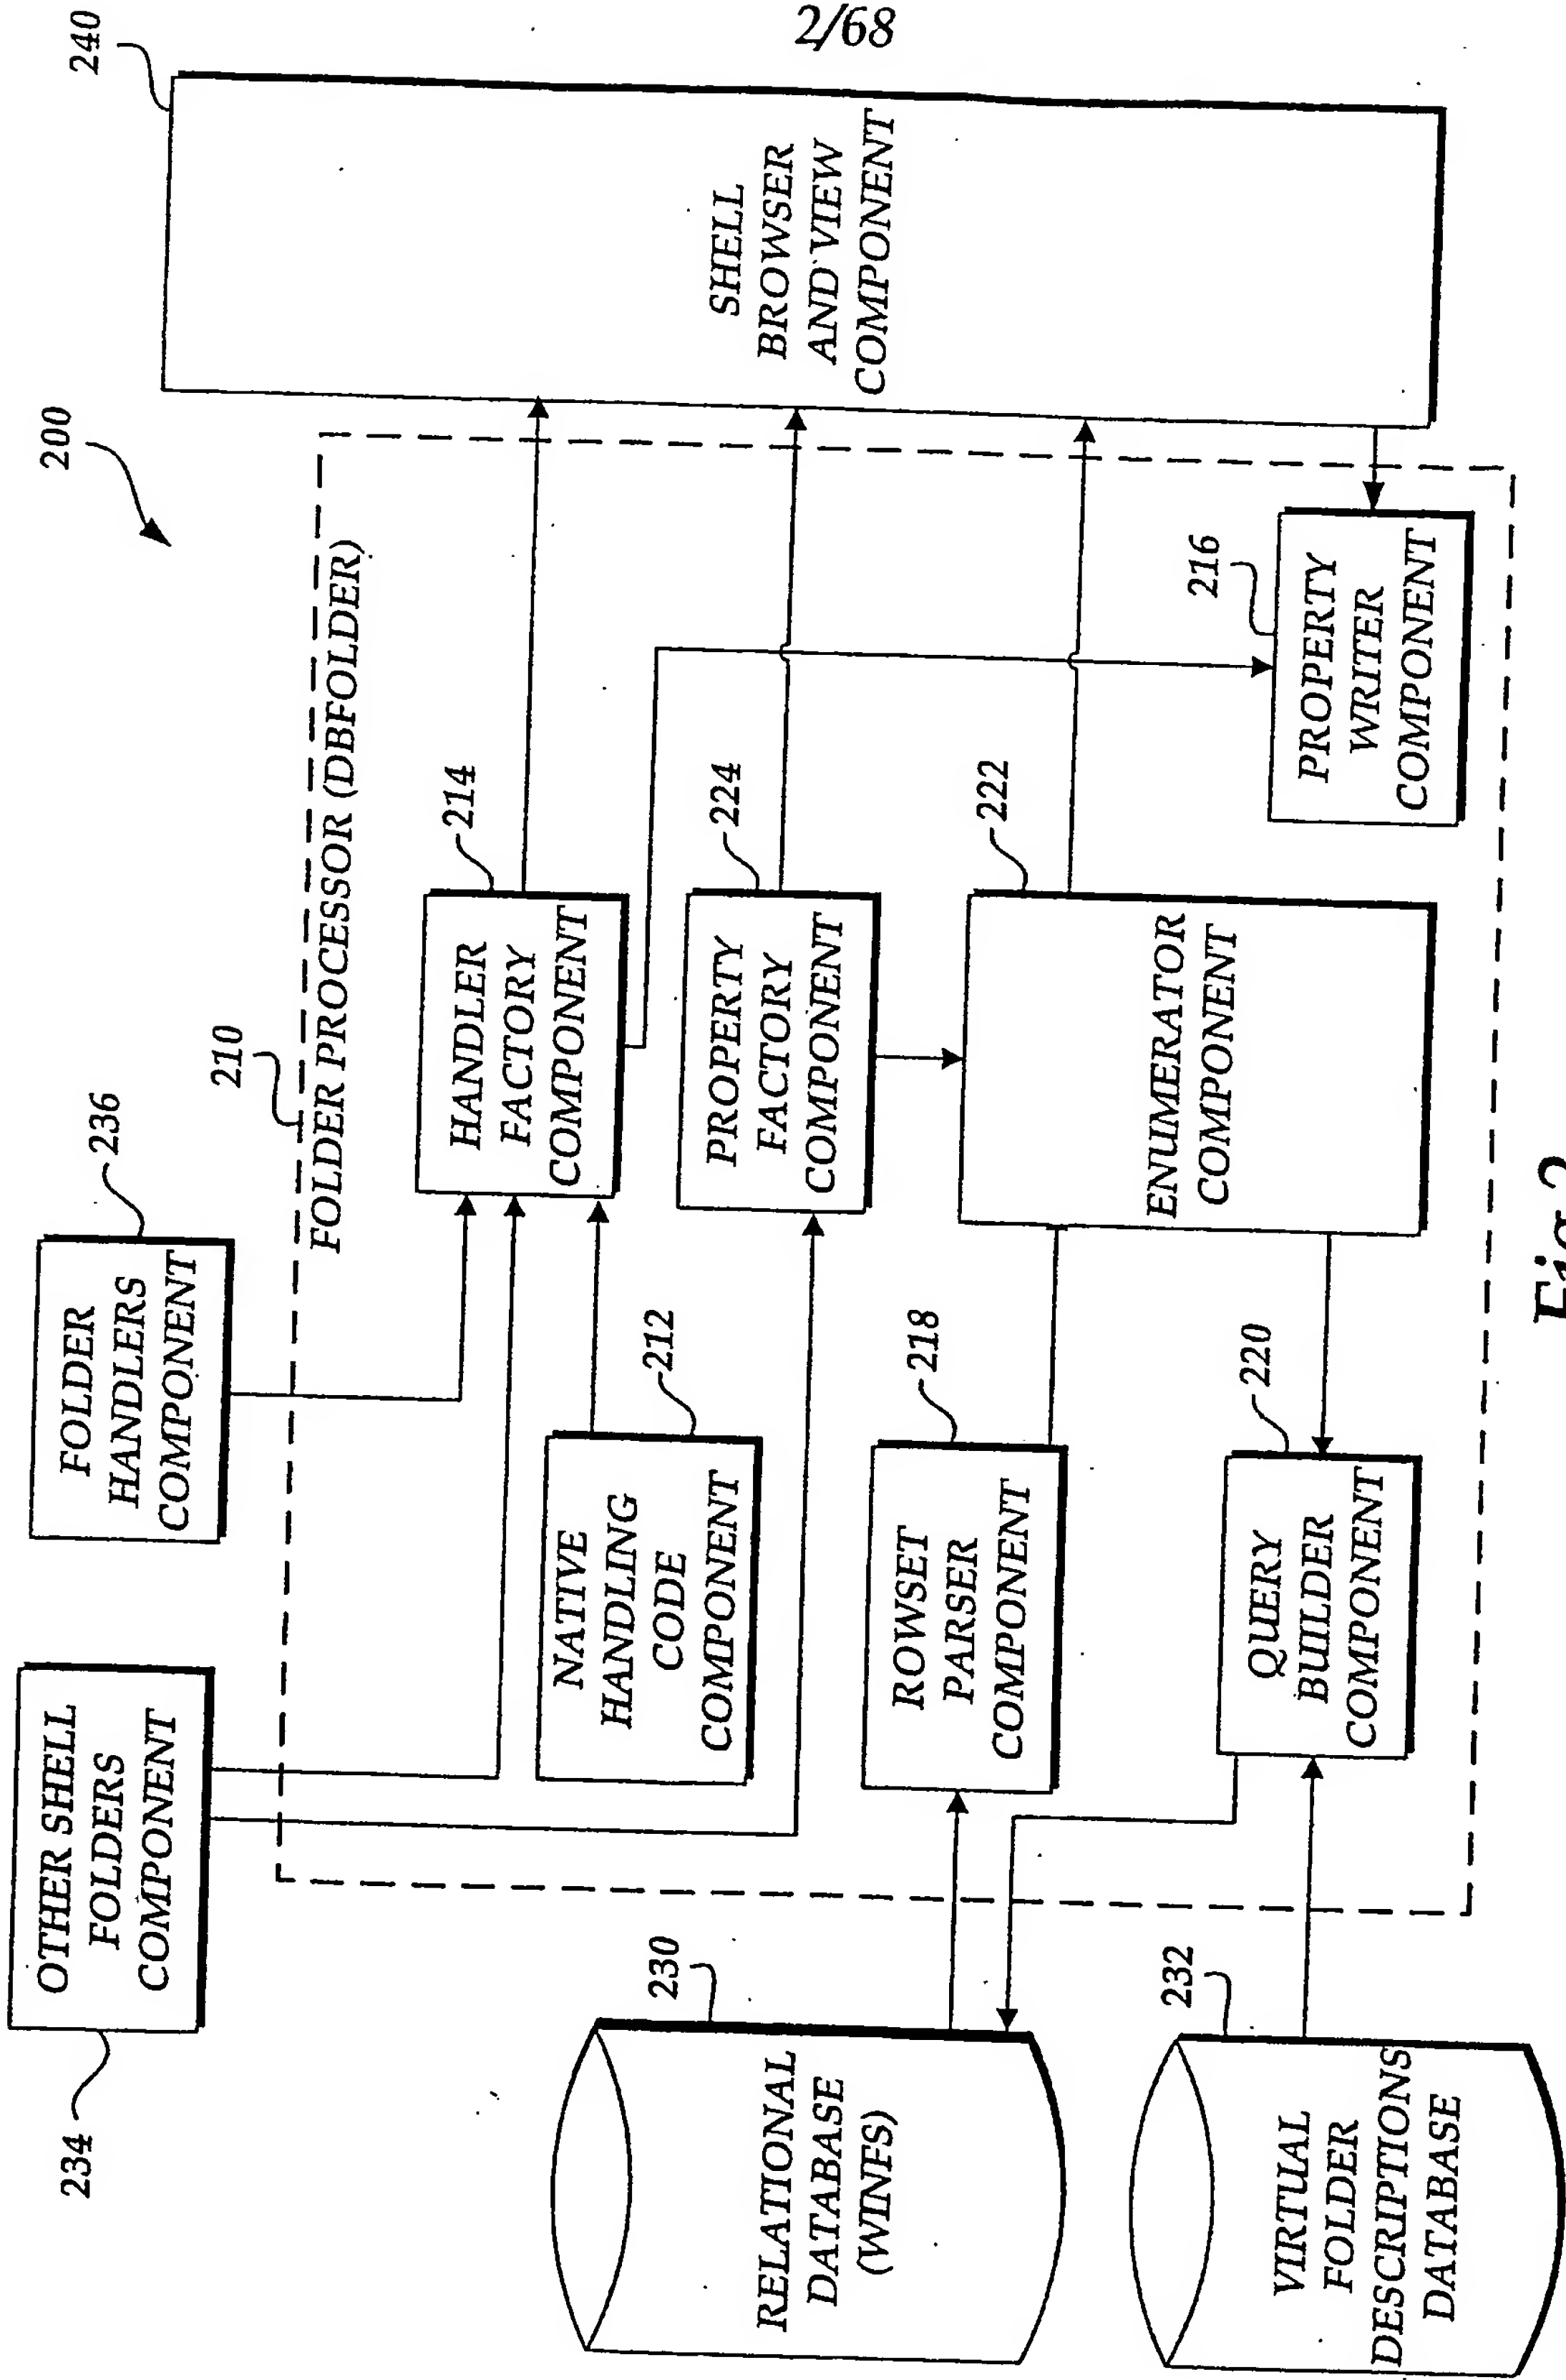 2/68
200
240
SHELL
BROWSER
AND VIEW
COMPONENT
236
FOLDER
HANDLERS
COMPONENT
234
OTHER SHELL
FOLDERS
COMPONENT
210
FOLDER PROCESSOR (DBFOLDER)
214
HANDLER
FACTORY
COMPONENT
212
NATIVE
HANDLING
CODE
COMPONENT
224
PROPERTY
FACTORY
COMPONENT
216
PROPERTY
WRITER
COMPONENT
222
ENUMERATOR
COMPONENT
218
ROWSET
PARSER
COMPONENT
220
QUERY
BUILDER
COMPONENT
230
RELATIONAL
DATABASE
(WINFS)
232
VIRTUAL
FOLDER
DESCRIPTIONS
DATABASE
Fig.2